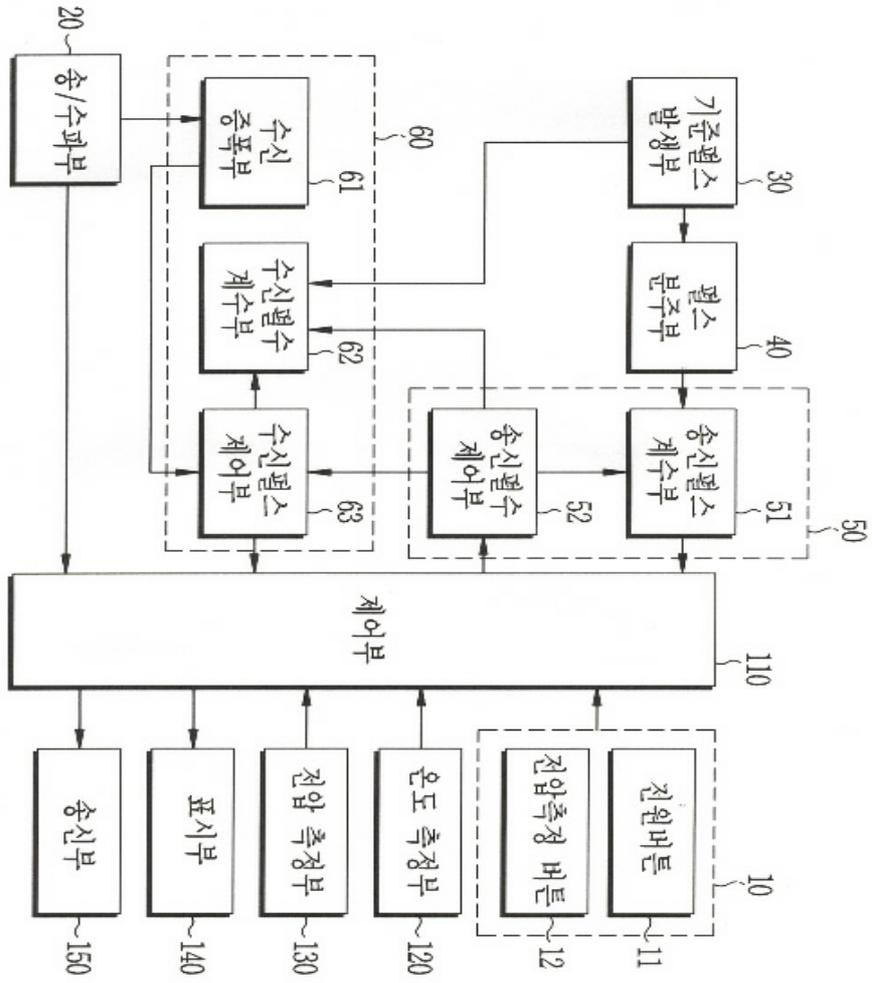 50
30
기준펄스
발생부
40
펄스
분주부
51
송신펄스
계수부
52
송신펄수
제어부
60
61
수신
증폭부
62
수신펄수
계수부
63
수신펄스
제어부
20
송/수파부
110
제어부
10
전원버튼
11
전압측정 버튼
12
온도 측정부
120
전압 측정부
130
표시부
140
송신부
150